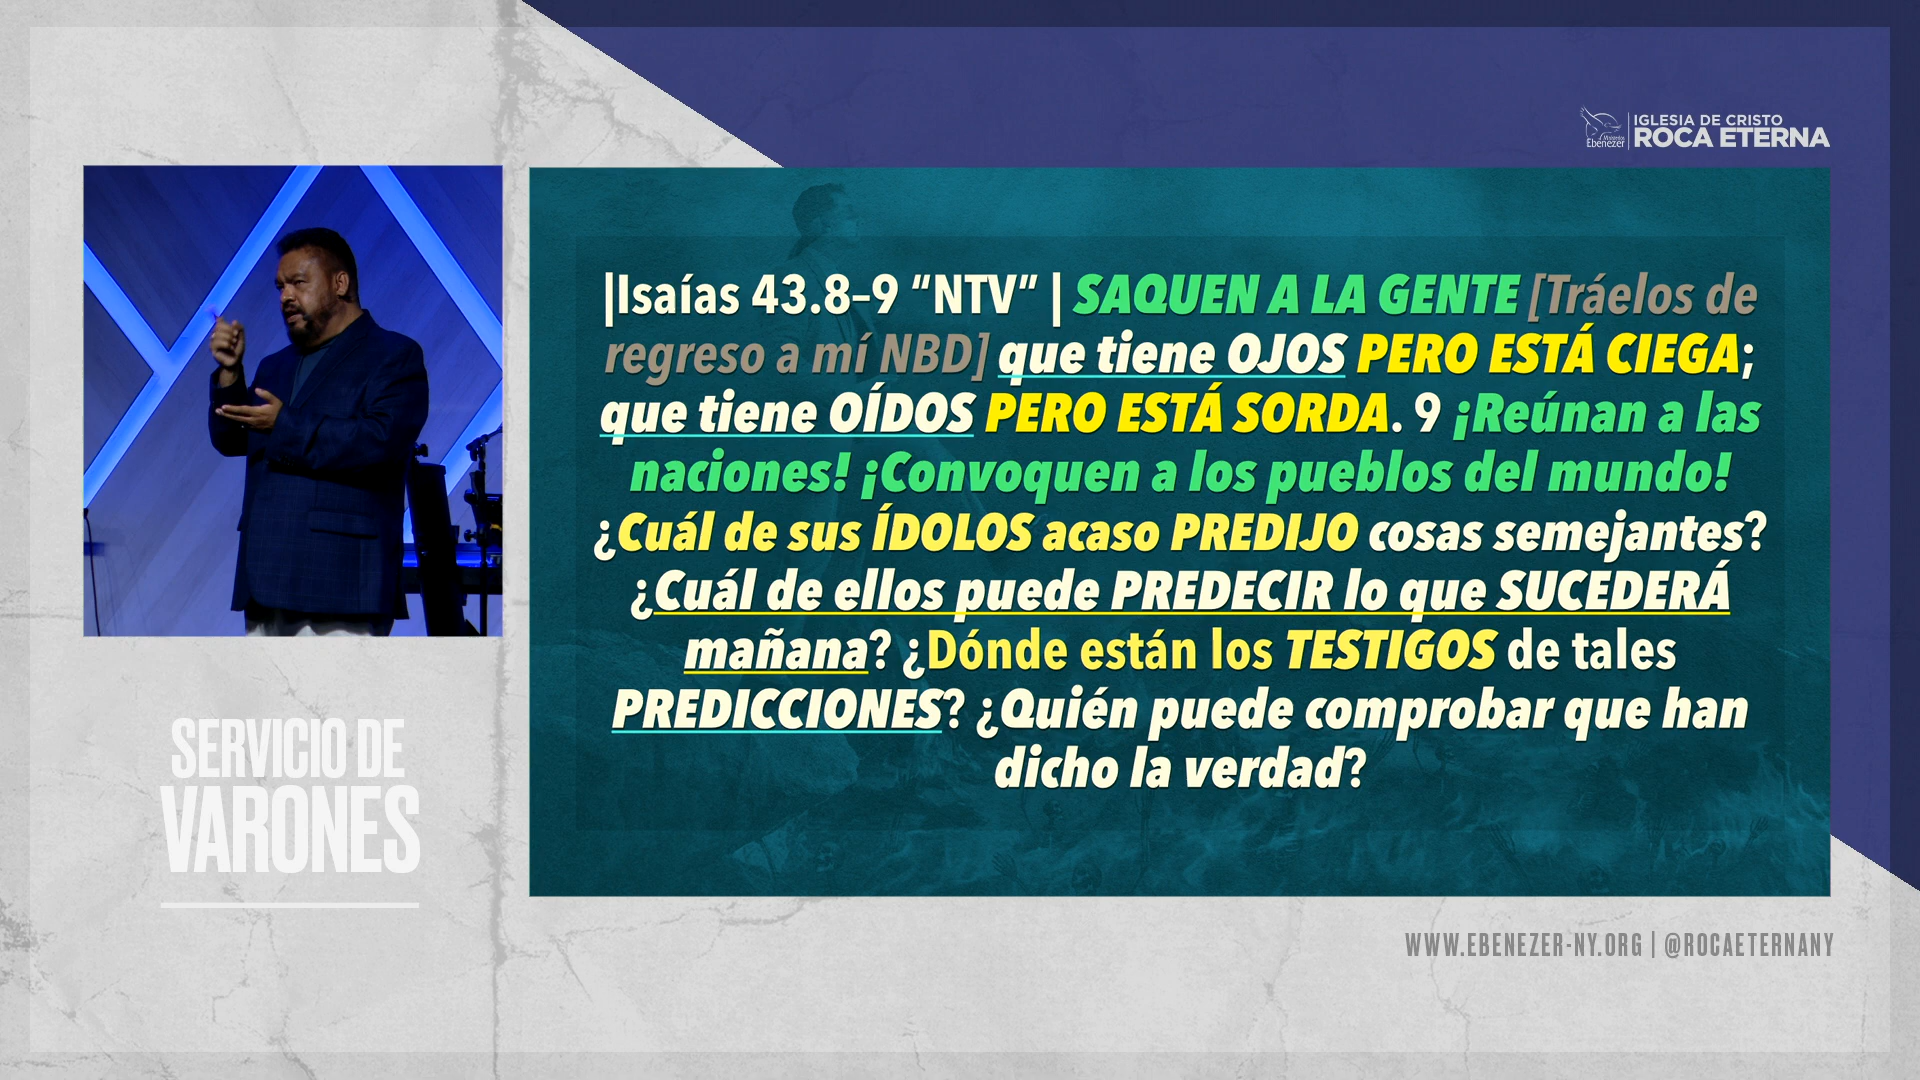 IGLESIA DE CRISTO
ROCA ETERNA
Ministerios
Ebenezer
|Isaías 43.8–9 “NTV” | SAQUEN A LA GENTE [Tráelos de
regreso a mí NBD] que tiene OJOS PERO ESTÁ CIEGA;
que tiene OÍDOS PERO ESTÁ SORDA. 9 ¡Reúnan a las
naciones! ¡Convoquen a los pueblos del mundo!
¿Cuál de sus ÍDOLOS acaso PREDIJO cosas semejantes?
¿Cuál de ellos puede PREDECIR lo que SUCEDERÁ
mañana? ¿Dónde están los TESTIGOS de tales
PREDICCIONES? ¿Quién puede comprobar que han
dicho la verdad?
SERVICIO DE
VARONES
WWW.EBENEZER-NY.ORG | @ROCAETERNANY